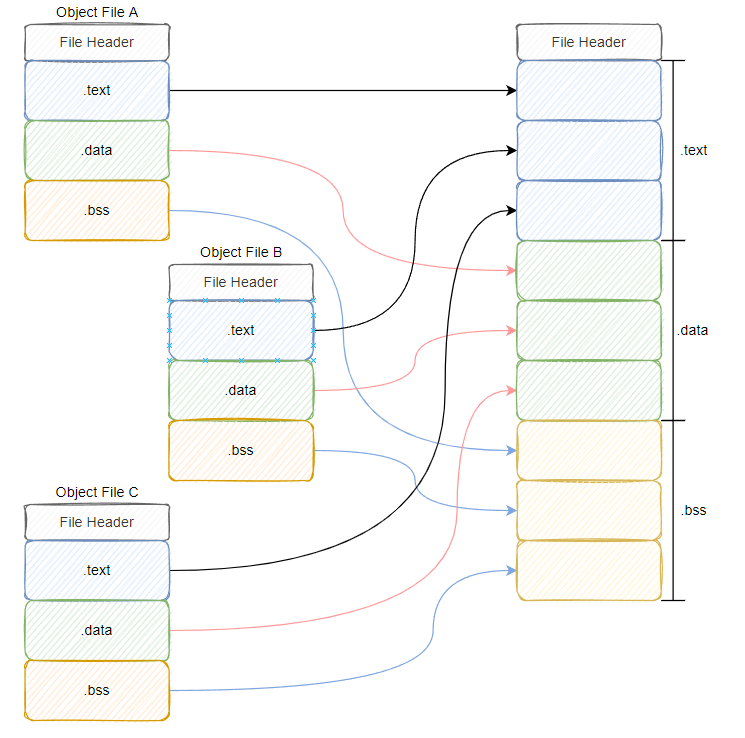 Object File A
File Header
.text
.data
.bss
Object File B
File Header
.text
.data
.bss
Object File C
File Header
.text
.data
.bss
File Header
.text
.data
.bss